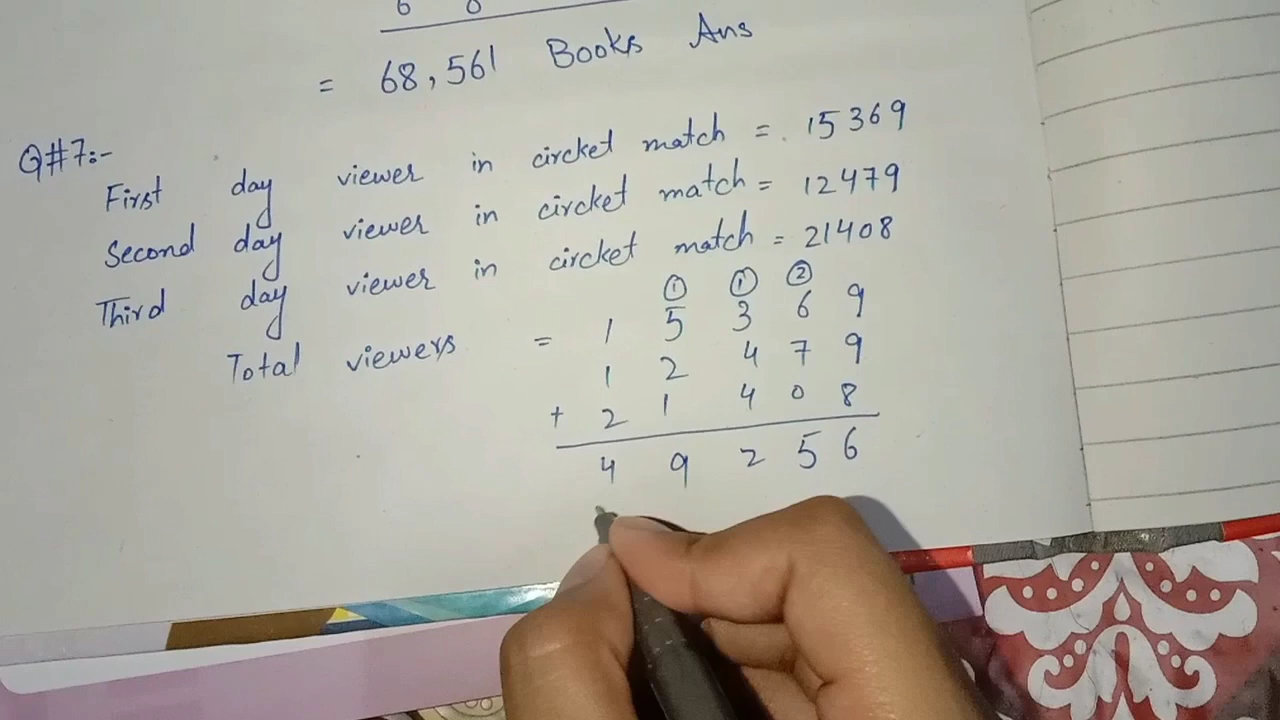 6 8
= 68,561 Books Ans
Q#7:-
First day viewer in circket match = 15369
Second day viewer in circket match = 12479
Third day viewer in circket match = 21408
① ① ②
Total viewers = 1 5 3 6 9
1 2 4 7 9
+ 2 1 4 0 8
4 9 2 5 6